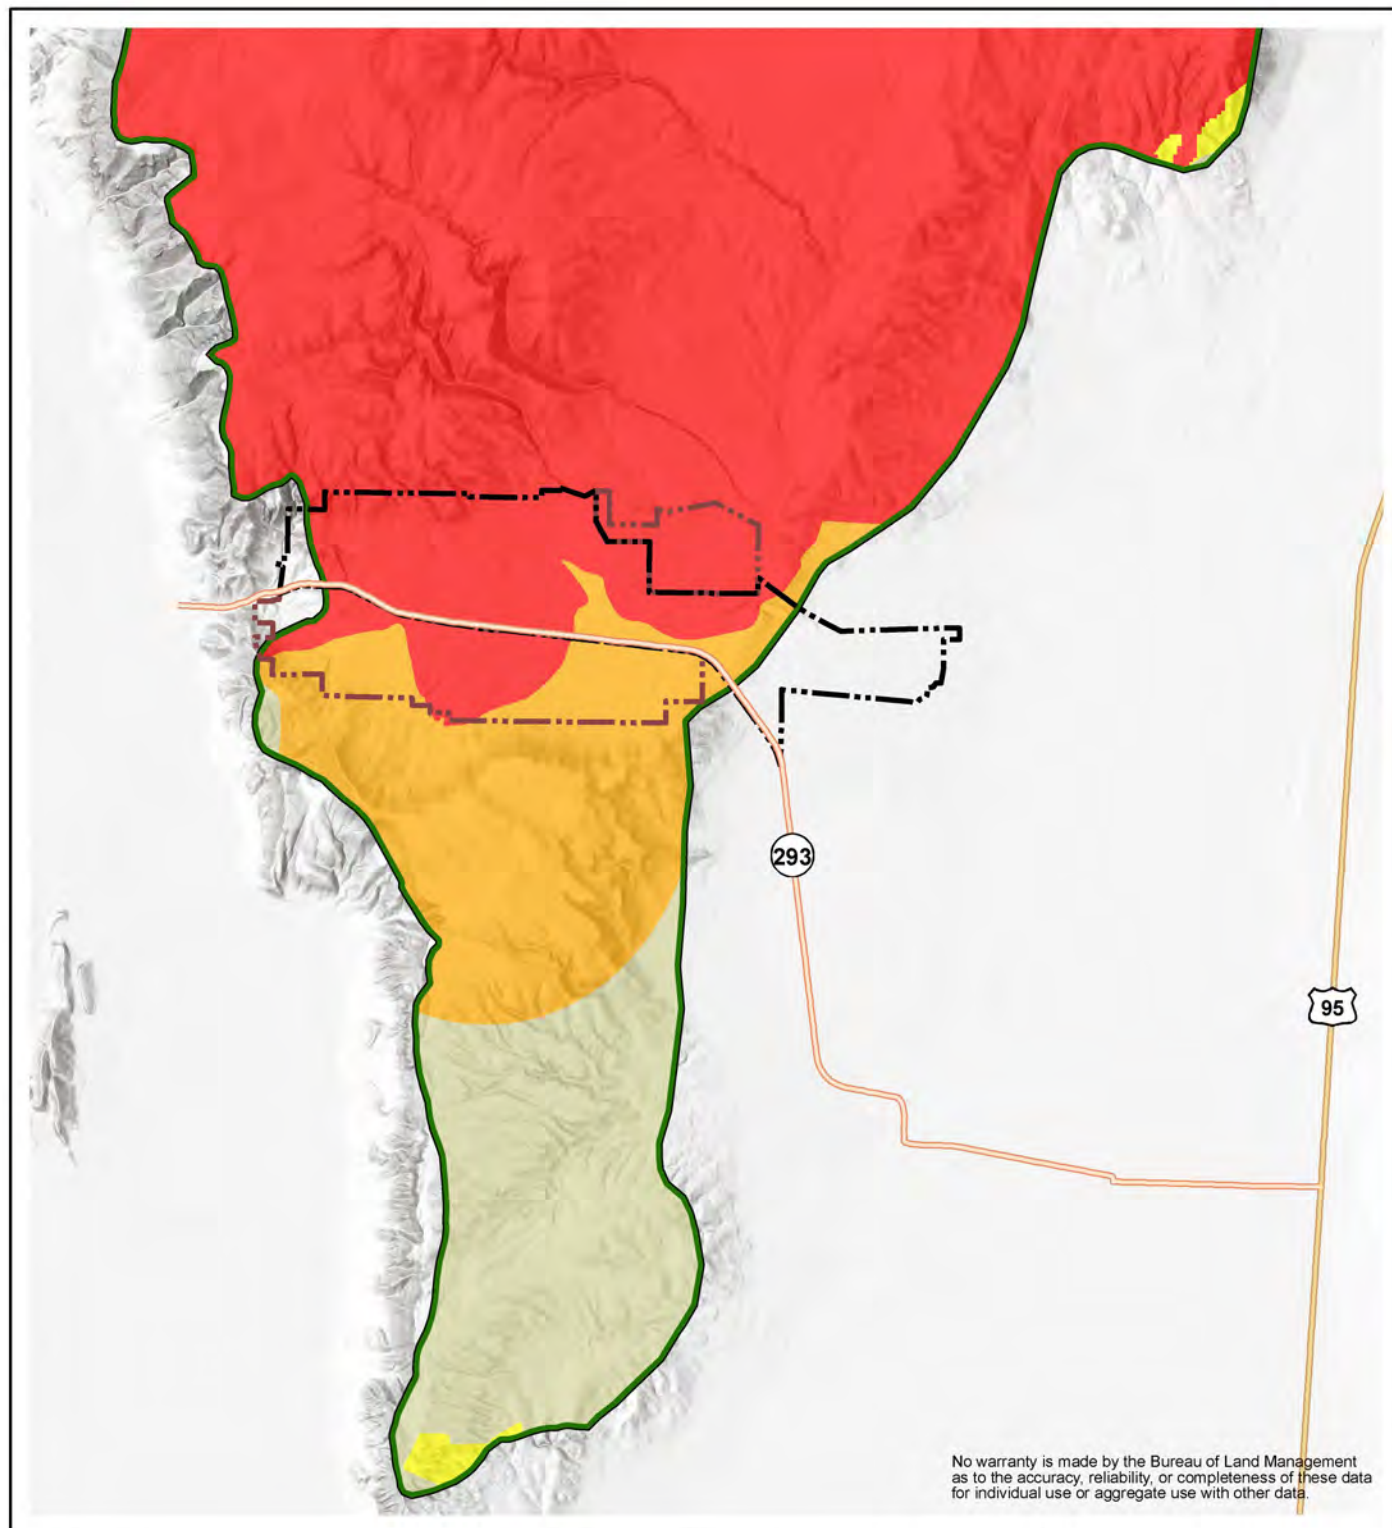 293
95
No warranty is made by the Bureau of Land Management
as to the accuracy, reliability, or completeness of these data
for individual use or aggregate use with other data.